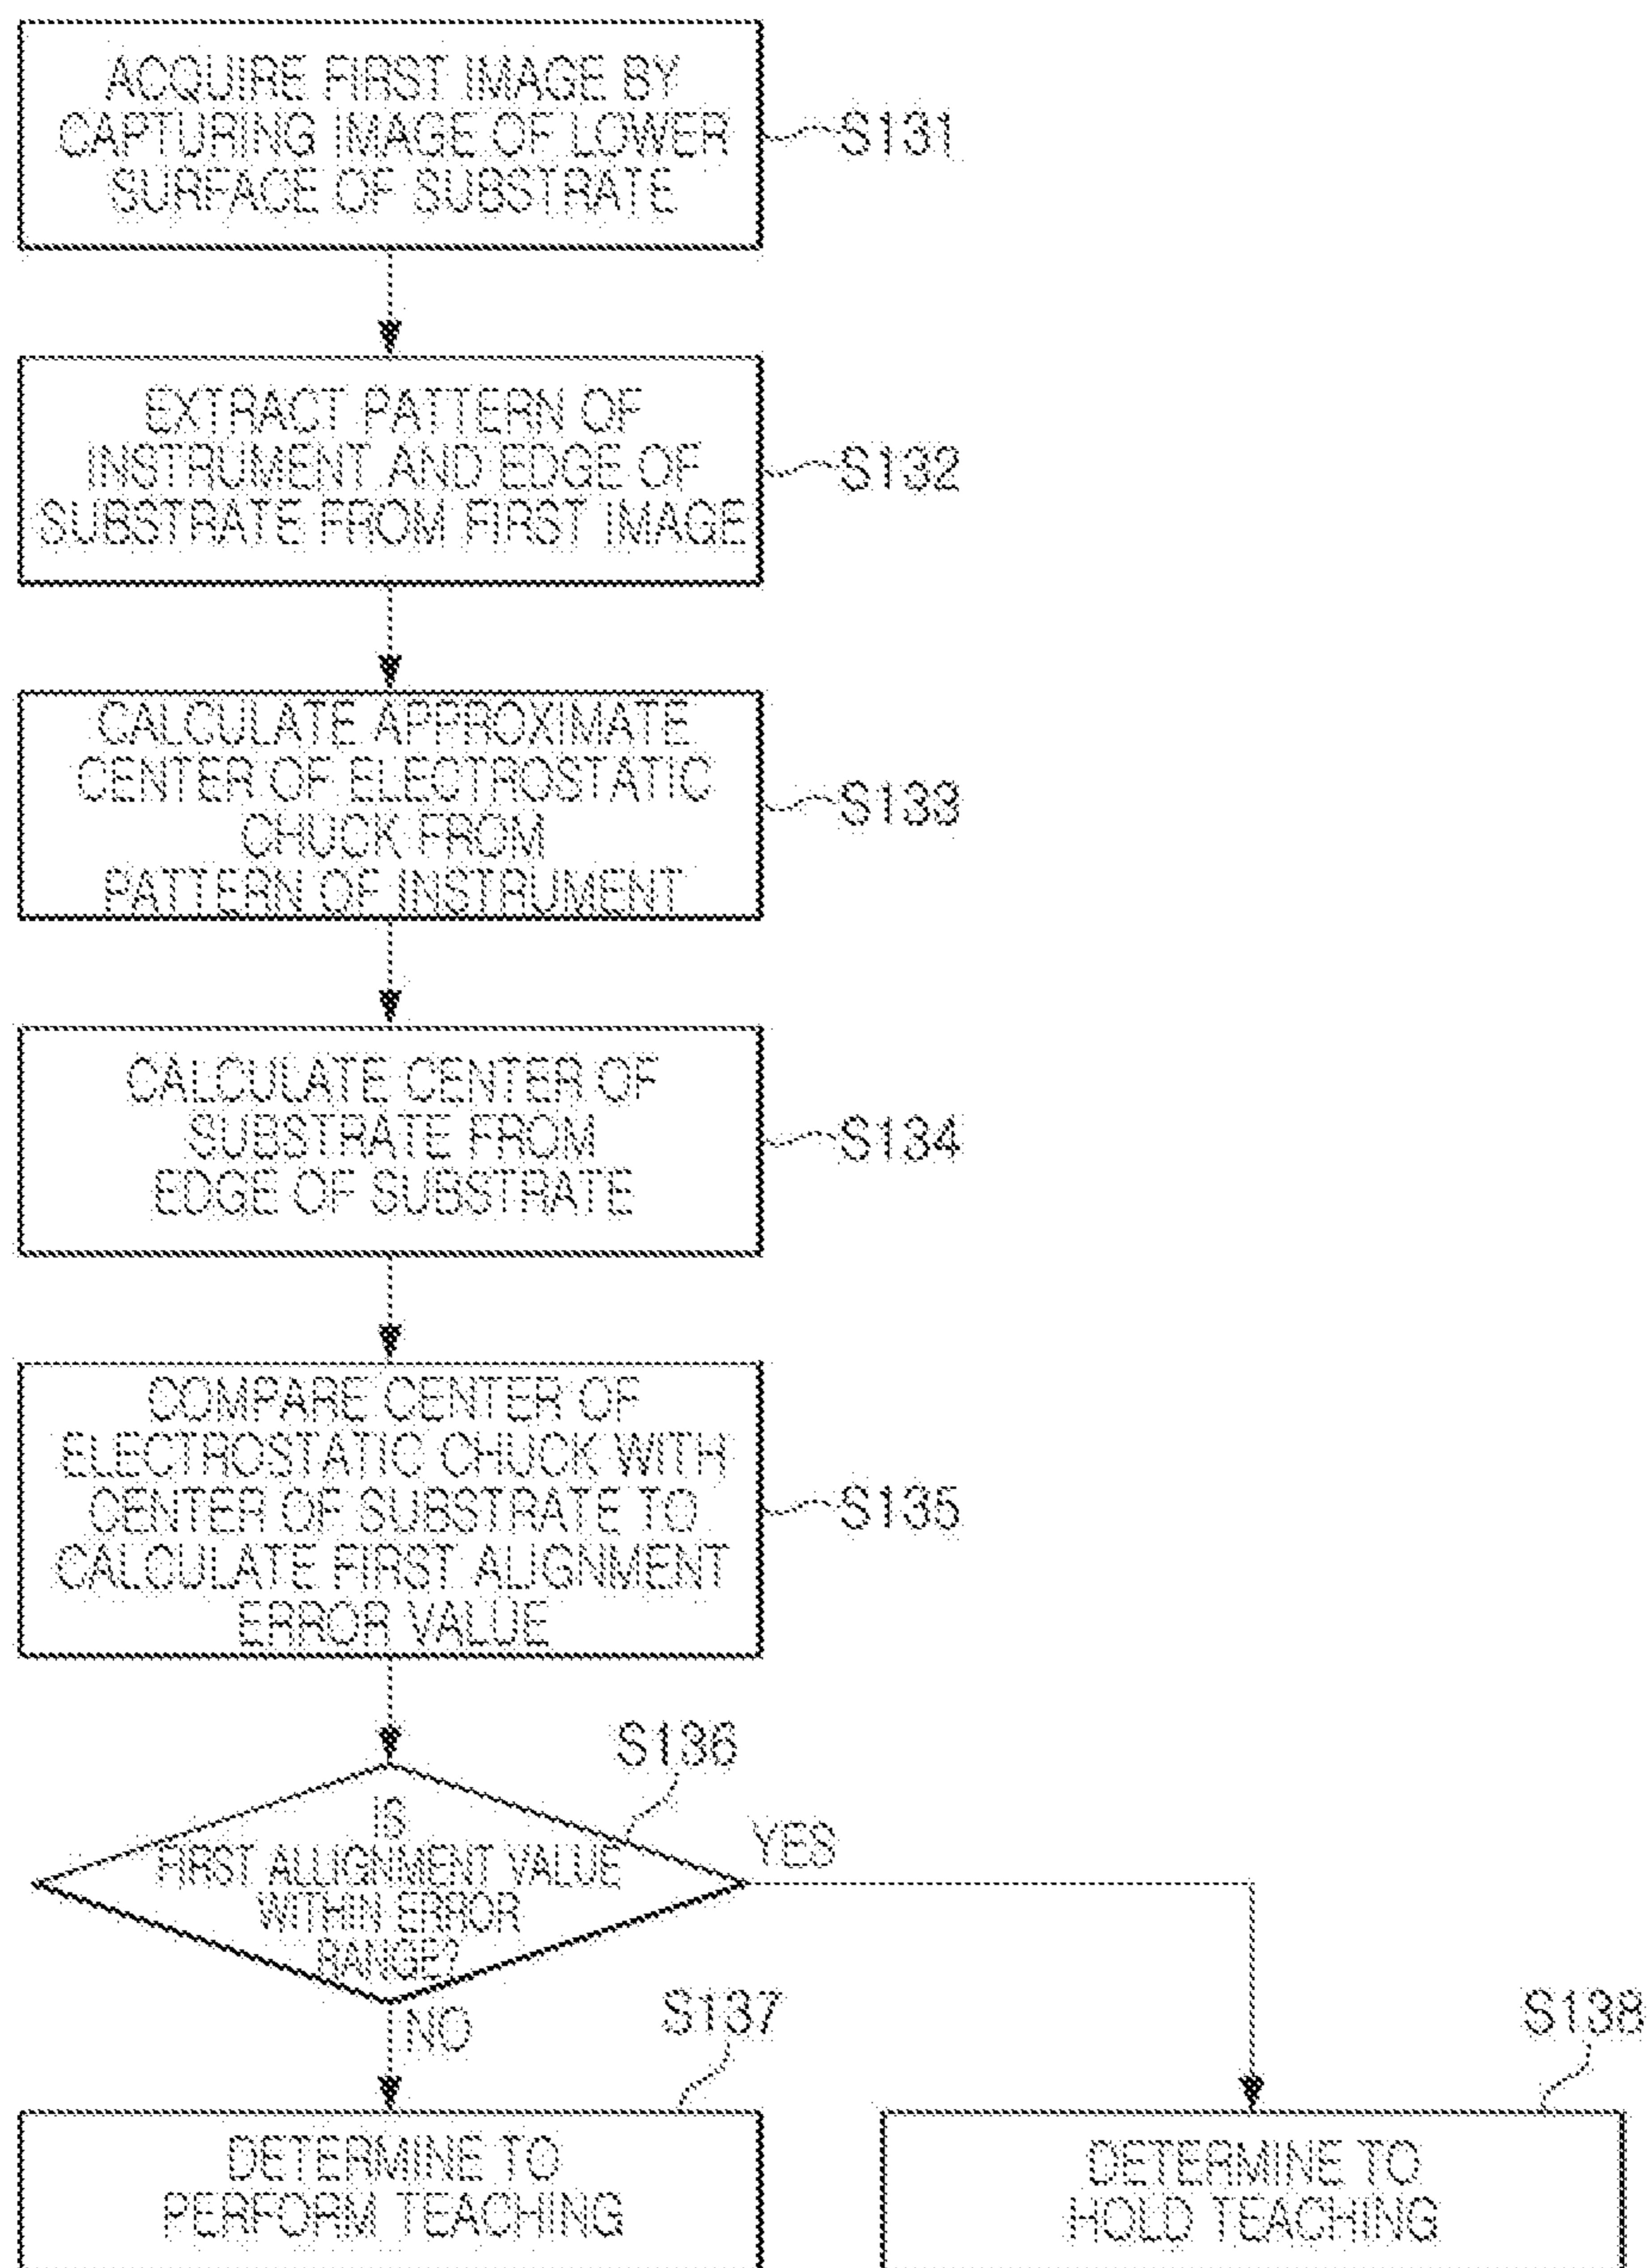 ACQUIRE FIRST IMAGE BY
CAPTURING IMAGE OF LOWER
SURFACE OF SUBSTRATE
S131
EXTRACT PATTERN OF
INSTRUMENT AND EDGE OF
SUBSTRATE FROM FIRST IMAGE
S132
CALCULATE APPROXIMATE
CENTER OF ELECTROSTATIC
CHUCK FROM
PATTERN OF INSTRUMENT
S133
CALCULATE CENTER OF
SUBSTRATE FROM
EDGE OF SUBSTRATE
S134
COMPARE CENTER OF
ELECTROSTATIC CHUCK WITH
CENTER OF SUBSTRATE TO
CALCULATE FIRST ALIGNMENT
ERROR VALUE
S135
S136
IS
FIRST ALLIGNMENT VALUE
WITHIN ERROR
RANGE?
YES
NO
S137
S138
DETERMINE TO
PERFORM TEACHING
DETERMINE TO
HOLD TEACHING